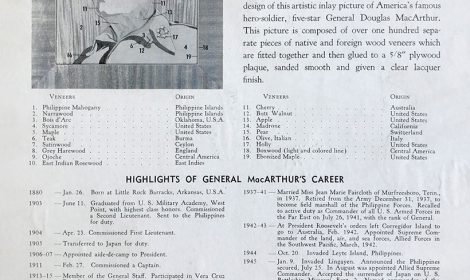 design of this artistic inlay picture of America's famous
hero-soldier, five-star General Douglas MacArthur.
This picture is composed of over one hundred sepa-
rate pieces of native and foreign wood veneers which
are fitted together and then glued to a 5/8" plywood
plaque, sanded smooth and given a clear lacquer
finish.
VENEERS ORIGIN
1. Philippine Mahogany Philippine Islands
2. Narrawood Philippine Islands
3. Bois d'Arc Oklahoma, U.S.A.
4. Sycamore United States
5. Maple United States
6. Teak Burma
7. Satinwood Ceylon
8. Grey Harewood England
9. Ojoche Central America
10. East Indian Rosewood East Indies
VENEERS ORIGIN
11. Cherry Australia
12. Butt Walnut United States
13. Apple United States
14. Madrone California
15. Pear Switzerland
16. Olive, Italian Italy
17. Holly United States
18. Boxwood (light and colored line) Central America
19. Ebonized Maple United States
HIGHLIGHTS OF GENERAL MacARTHUR'S CAREER
1880 —Jan. 26. Born at Little Rock Barracks, Arkansas, U.S.A.
1903 —June 11. Graduated from U. S. Military Academy, West
Point, with highest class honors. Commissioned
a Second Lieutenant. Sent to the Philippines
for duty.
1904 —Apr. 23. Commissioned First Lieutenant.
1905 —Transferred to Japan for duty.
1906-07 —Appointed aide-de-camp to President.
1911 —Feb. 27. Commissioned a Captain.
1913-15 —Member of the General Staff. Participated in Vera Cruz
1937-41 —Married Miss Jean Marie Faircloth of Murfreesboro, Tenn.,
in 1937. Retired from the Army December 31, 1937, to
become field marshall of the Philippine Forces. Recalled
to active duty as Commander of all U. S. Armed Forces in
the Far East on July 26, 1941, with the rank of General.
1942-43 —At President Roosevelt's orders left Corregidor Island to
go to Australia, Feb. 1942. Appointed Supreme Com-
mander of the land, air, and sea forces, Allied Forces in
the Southwest Pacific, March, 1942.
1944 —Oct. 20 Invaded Leyte Island, Philippines.
1945 —Jan. 9. Invaded Lingayen. Announced the Philippines
secured, July 25. In August was appointed Allied Supreme
Commander. Accepted the surrender of Japan on U. S.